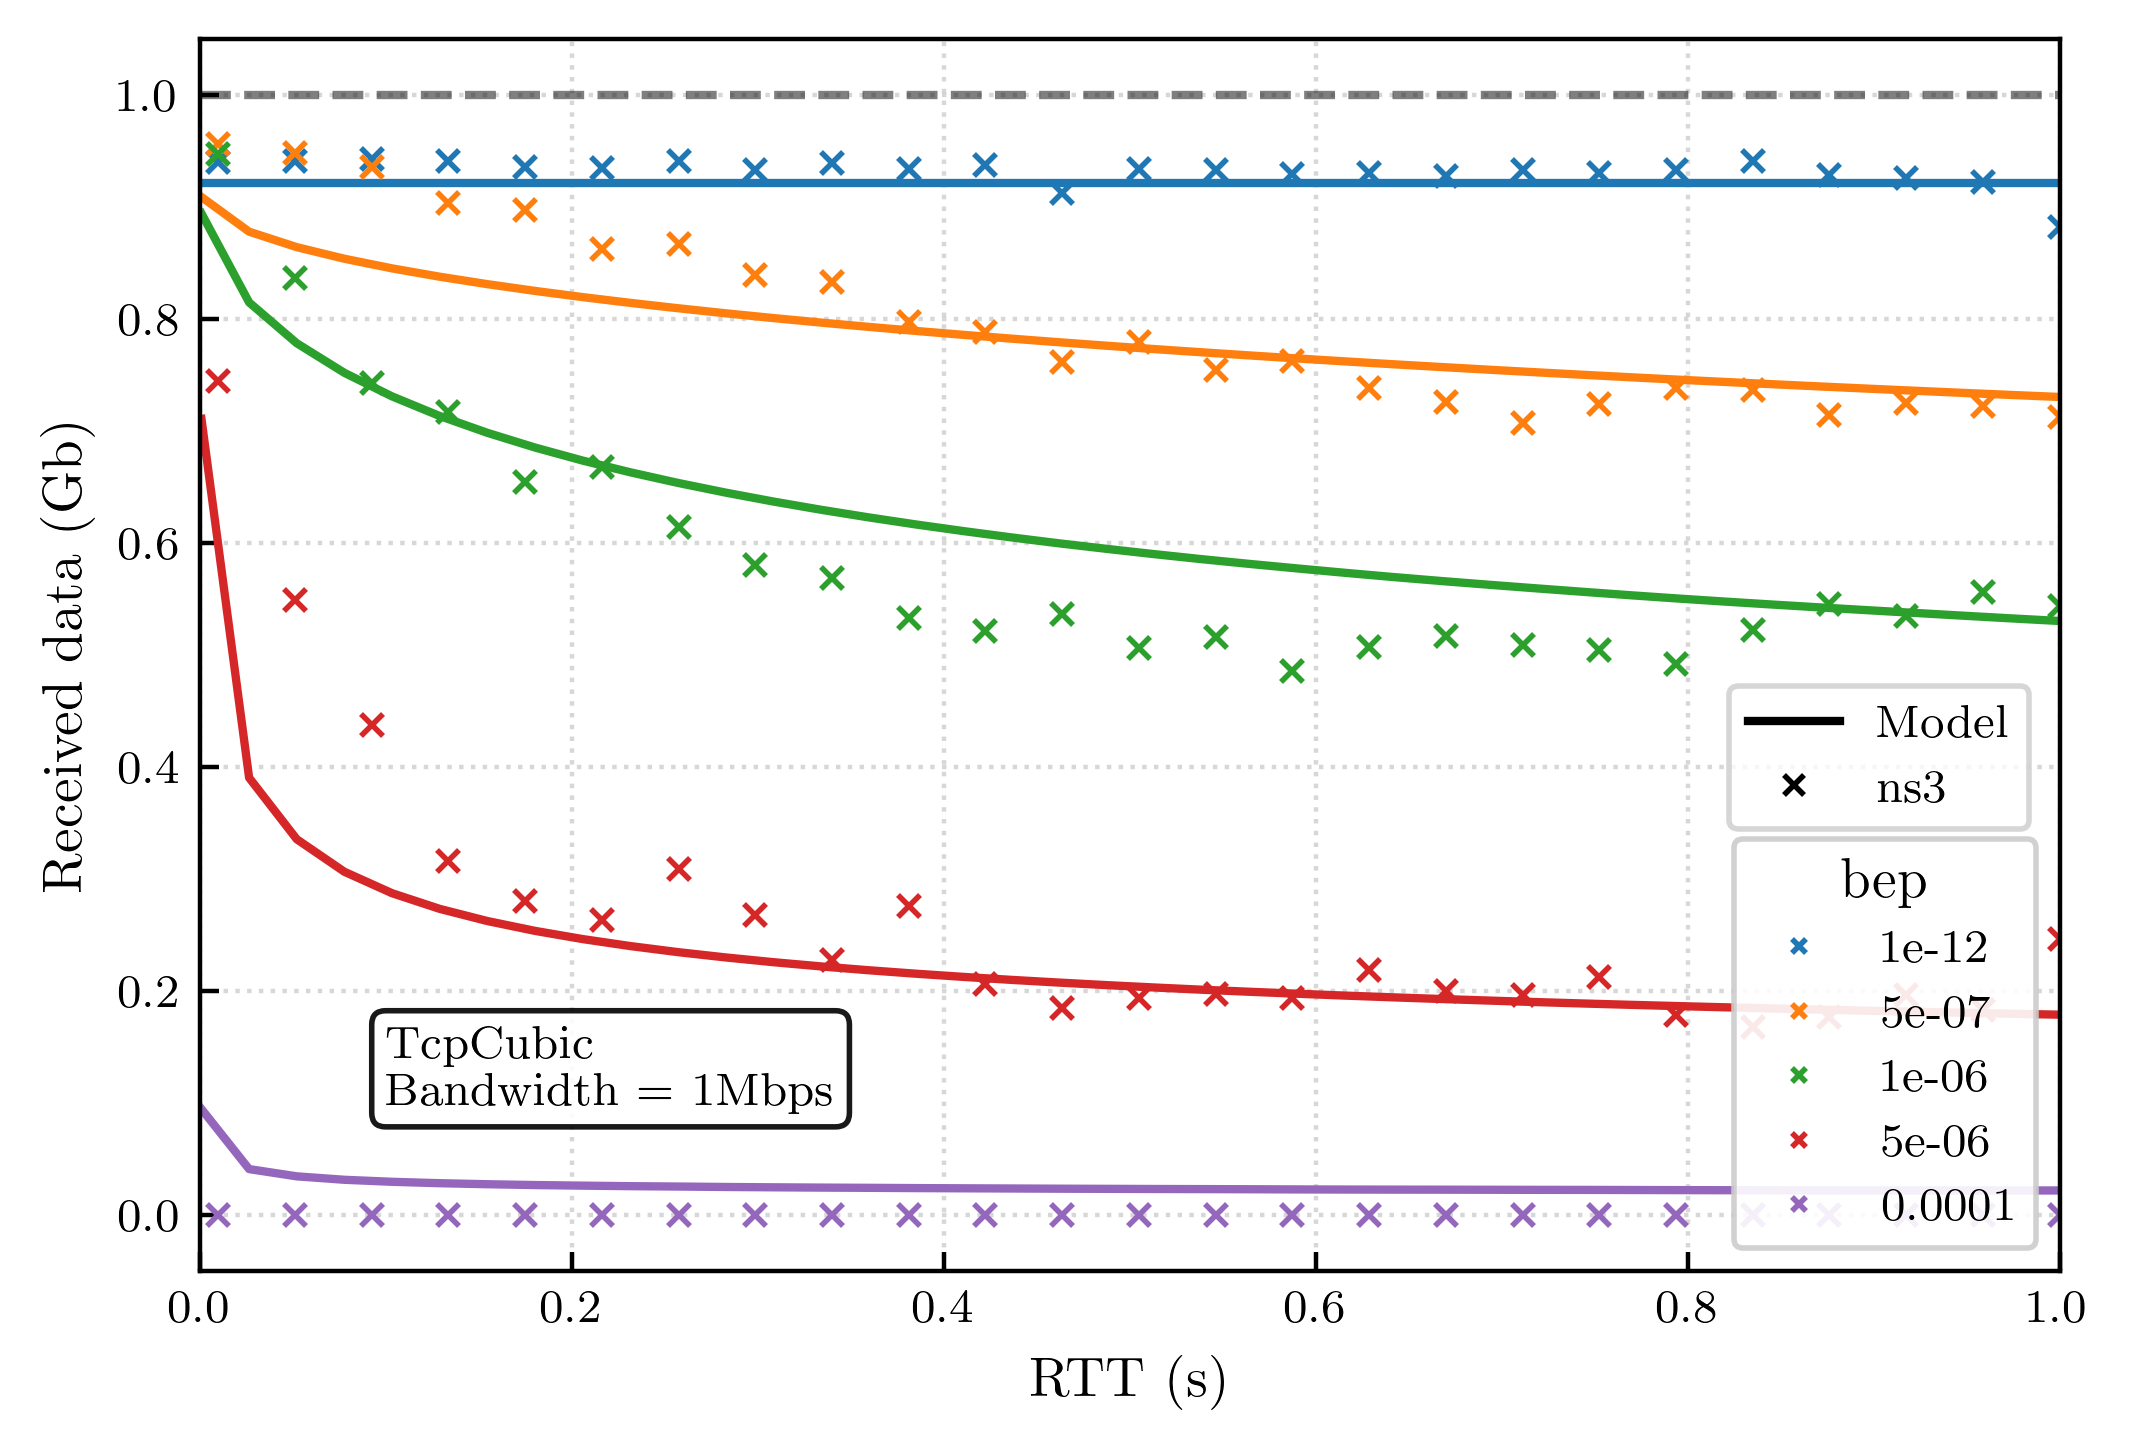 1.0
0.8
0.6
0.4
0.2
0.0
Received data (Gb)
0.0
0.2
0.4
0.6
0.8
1.0
RTT (s)
TcpCubic
Bandwidth = 1Mbps
Model
ns3
bep
1e-12
5e-07
1e-06
5e-06
0.0001